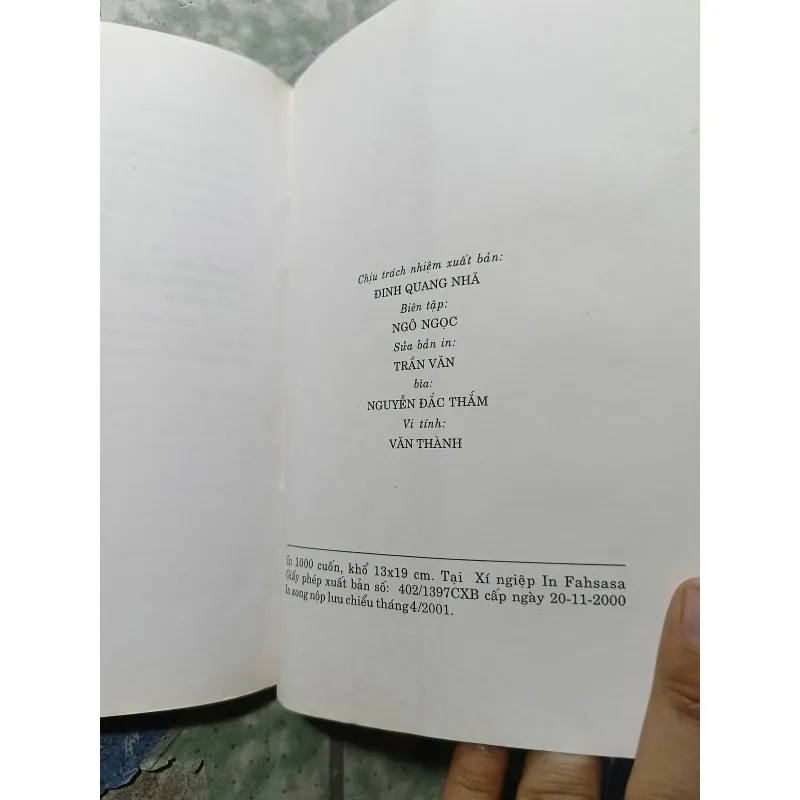 Chịu trách nhiệm xuất bản:
ĐINH QUANG NHÃ
Biên tập:
NGÔ NGỌC
Sửa bản in:
TRẦN VĂN
bìa:
NGUYỄN ĐẮC THẮM
Vi tính:
VĂN THÀNH
In 1000 cuốn, khổ 13x19 cm. Tại Xí ngiệp In Fahsasa
Giấy phép xuất bản số: 402/1397CXB cấp ngày 20-11-2000
In xong nộp lưu chiểu tháng 4/2001.